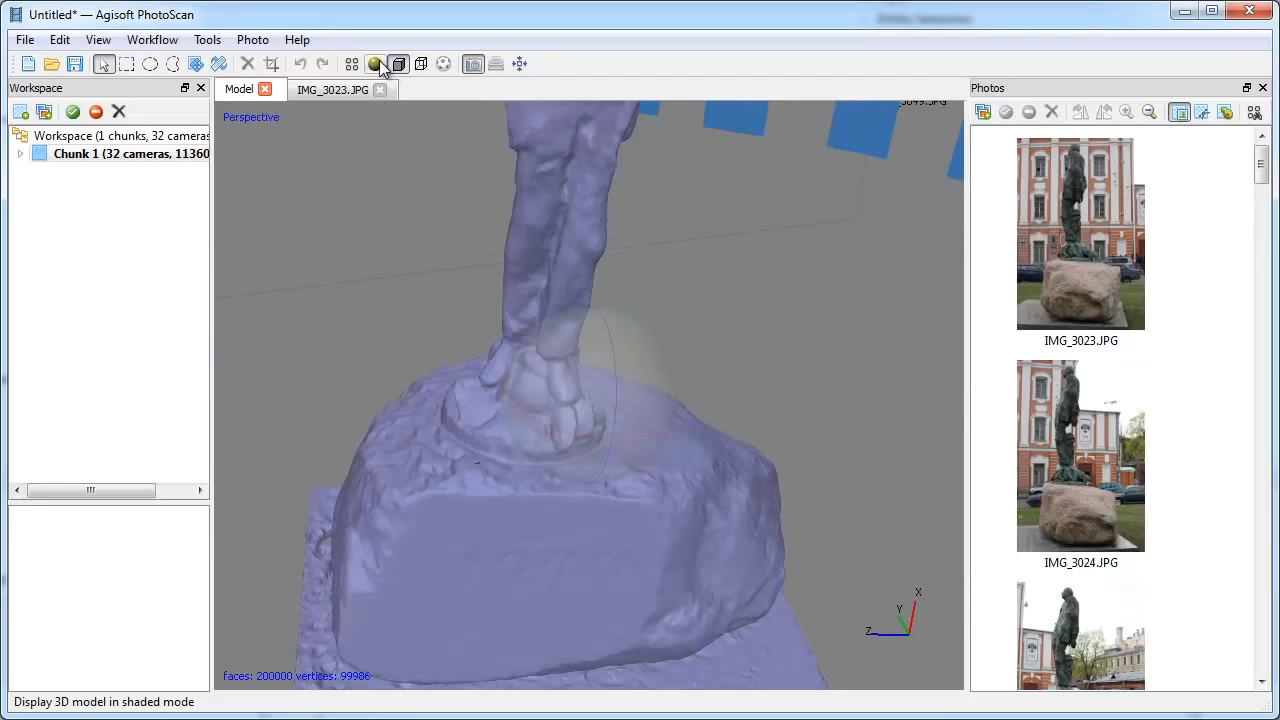 Untitled* — Agisoft PhotoScan
File Edit View Workflow Tools Photo Help
Workspace
Model
IMG_3023.JPG
Photos
Workspace (1 chunks, 32 cameras
Chunk 1 (32 cameras, 11360
Perspective
_3049.JPG
IMG_3023.JPG
IMG_3024.JPG
X
Y
Z
faces: 200000 vertices: 99986
Display 3D model in shaded mode